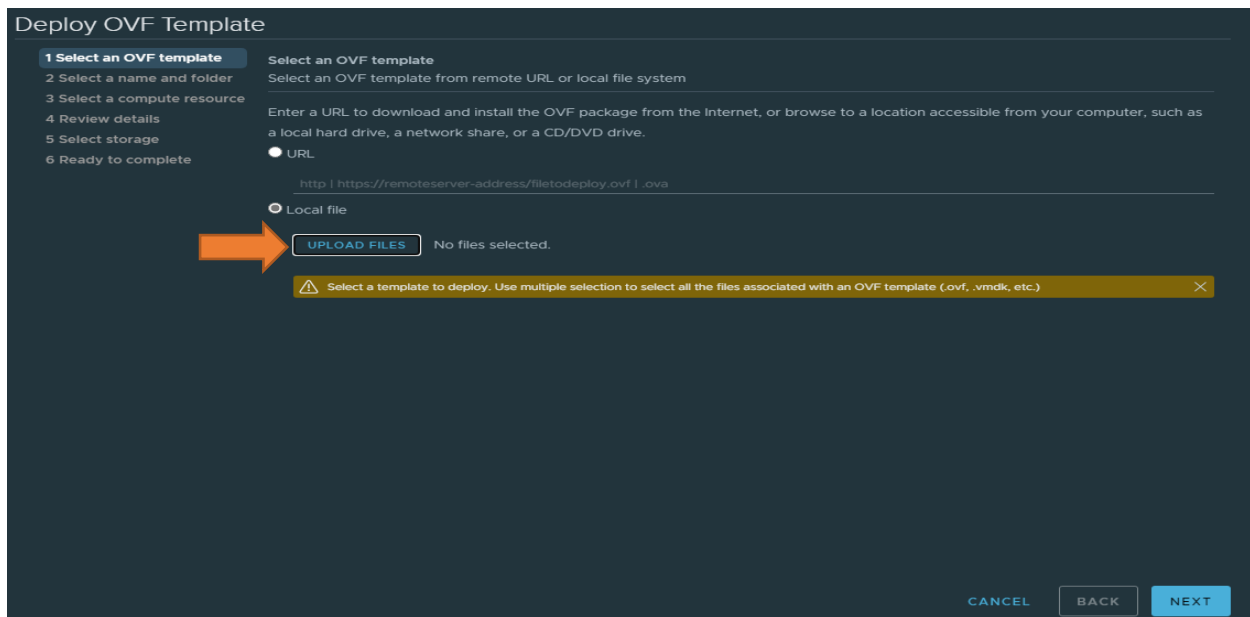 Deploy OVF Template
1 Select an OVF template
2 Select a name and folder
3 Select a compute resource
4 Review details
5 Select storage
6 Ready to complete
Select an OVF template
Select an OVF template from remote URL or local file system
Enter a URL to download and install the OVF package from the Internet, or browse to a location accessible from your computer, such as
a local hard drive, a network share, or a CD/DVD drive.
URL
http | https://remoteserver-address/filetodeploy.ovf | .ova
Local file
UPLOAD FILES No files selected.
Select a template to deploy. Use multiple selection to select all the files associated with an OVF template (.ovf, .vmdk, etc.)
CANCEL BACK NEXT